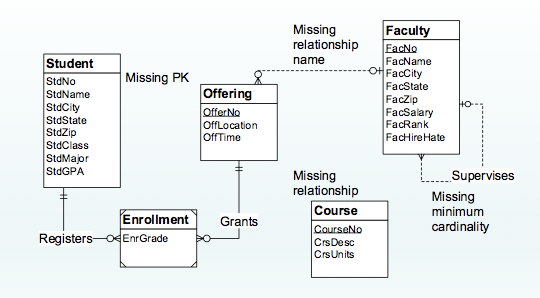 Missing
relationship
name
Faculty
FacNo
FacName
FacCity
FacState
FacZip
FacSalary
FacRank
FacHireHate
Student
StdNo
StdName
StdCity
StdState
StdZip
StdClass
StdMajor
StdGPA
Missing PK
Offering
OfferNo
OffLocation
OffTime
Supervises
Missing
minimum
cardinality
Missing
relationship
Course
CourseNo
CrsDesc
CrsUnits
Grants
Enrollment
EnrGrade
Registers